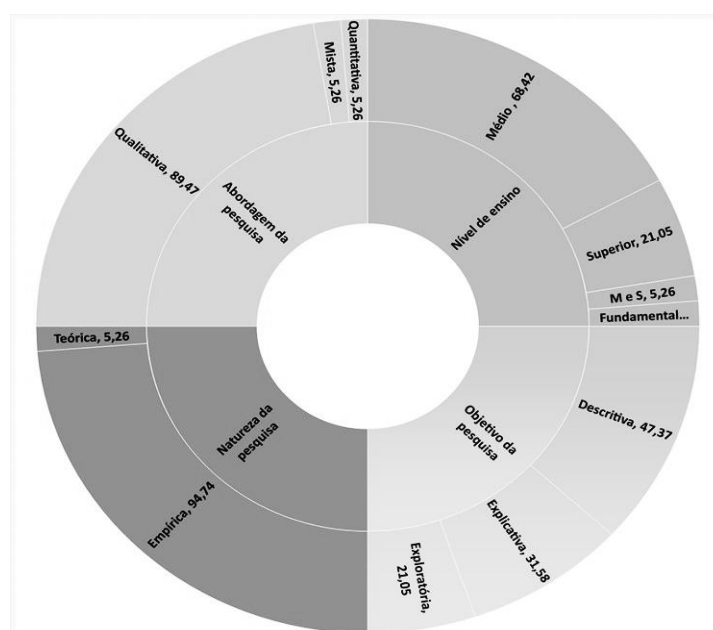 Quantitativa, 5,26
Mista, 5,26
Qualitativa, 89,47
Abordagem da
pesquisa
Médio , 68,42
Nível de ensino
Superior, 21,05
M e S, 5,26
Fundamental...
Teórica, 5,26
Natureza da
pesquisa
Empírica, 94,74
Objetivo da
pesquisa
Descritiva, 47,37
Explicativa, 31,58
Exploratória,
21,05